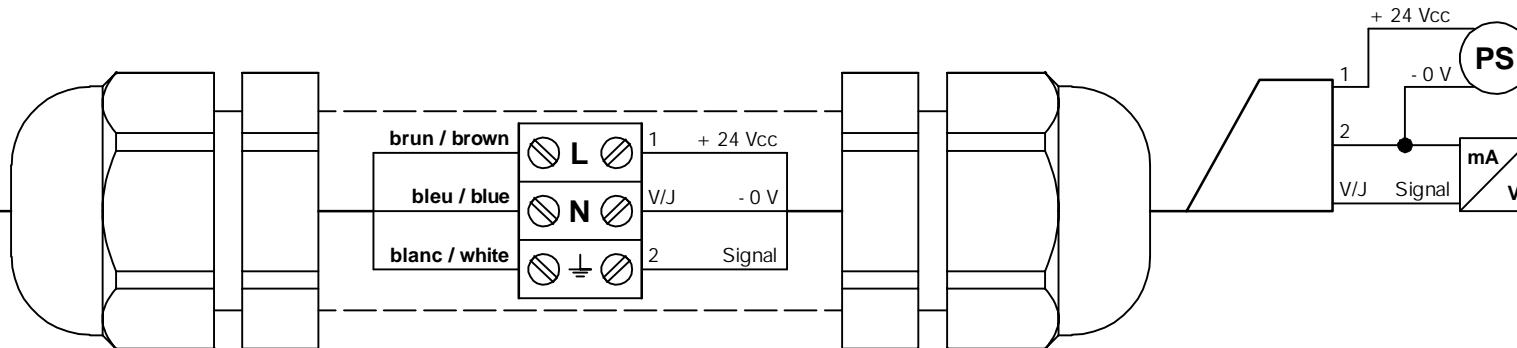 brun / brown
L
1
+ 24 Vcc
bleu / blue
N
V/J
- 0 V
blanc / white
2
Signal
+ 24 Vcc
1
- 0 V
PS
2
mA
V/J
Signal
V